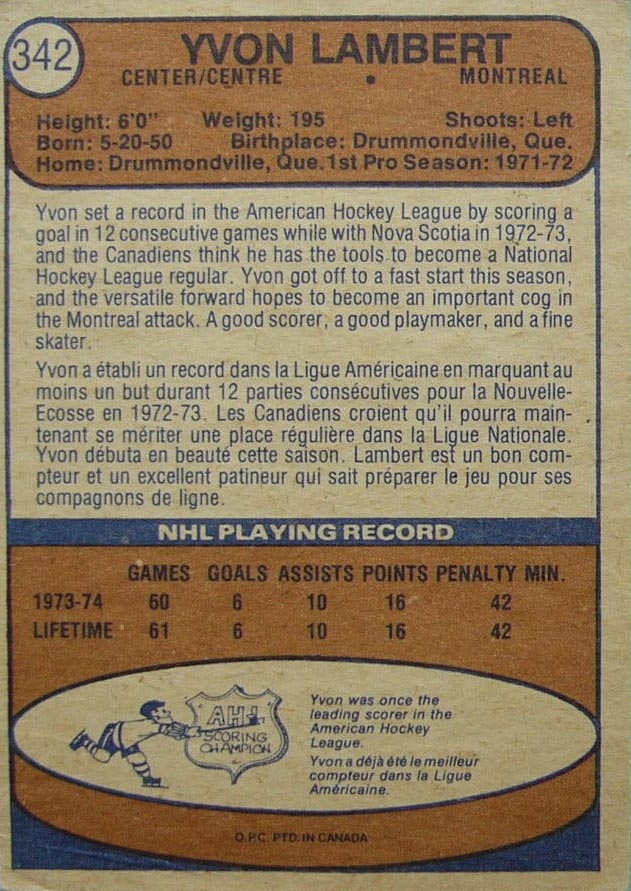 342
YVON LAMBERT
CENTER/CENTRE • MONTREAL
Height: 6'0" Weight: 195 Shoots: Left
Born: 5-20-50 Birthplace: Drummondville, Que.
Home: Drummondville, Que. 1st Pro Season: 1971-72
Yvon set a record in the American Hockey League by scoring a
goal in 12 consecutive games while with Nova Scotia in 1972-73,
and the Canadiens think he has the tools to become a National
Hockey League regular. Yvon got off to a fast start this season,
and the versatile forward hopes to become an important cog in
the Montreal attack. A good scorer, a good playmaker, and a fine
skater.
Yvon a établi un record dans la Ligue Américaine en marquant au
moins un but durant 12 parties consécutives pour la Nouvelle-
Ecosse en 1972-73. Les Canadiens croient qu'il pourra main-
tenant se mériter une place régulière dans la Ligue Nationale.
Yvon débuta en beauté cette saison. Lambert est un bon com-
pteur et un excellent patineur qui sait préparer le jeu pour ses
compagnons de ligne.
NHL PLAYING RECORD
GAMES GOALS ASSISTS POINTS PENALTY MIN.
1973-74 60 6 10 16 42
LIFETIME 61 6 10 16 42
AHL
SCORING
CHAMPION
Yvon was once the
leading scorer in the
American Hockey
League.
Yvon a déjà été le meilleur
compteur dans la Ligue
Américaine.
O.P.C. PTD. IN CANADA